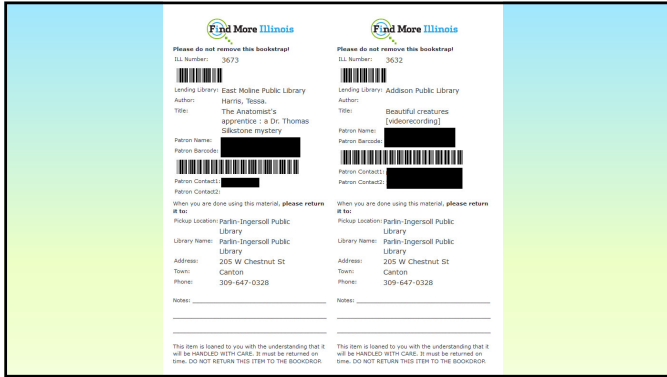 Find More Illinois
Please do not remove this bookstrap!
ILL Number: 3673
Lending Library: East Moline Public Library
Author: Harris, Tessa.
Title: The Anatomist's
apprentice : a Dr. Thomas
Silkstone mystery
Patron Name:
Patron Barcode:
Patron Contact1:
Patron Contact2:
When you are done using this material, please return
it to:
Pickup Location: Parlin-Ingersoll Public
Library
Library Name: Parlin-Ingersoll Public
Library
Address: 205 W Chestnut St
Town: Canton
Phone: 309-647-0328
Notes:
This item is loaned to you with the understanding that it
will be HANDLED WITH CARE. It must be returned on
time. DO NOT RETURN THIS ITEM TO THE BOOKDROP.
Find More Illinois
Please do not remove this bookstrap!
ILL Number: 3632
Lending Library: Addison Public Library
Author:
Title: Beautiful creatures
[videorecording]
Patron Name:
Patron Barcode:
Patron Contact1:
Patron Contact2:
When you are done using this material, please return
it to:
Pickup Location: Parlin-Ingersoll Public
Library
Library Name: Parlin-Ingersoll Public
Library
Address: 205 W Chestnut St
Town: Canton
Phone: 309-647-0328
Notes:
This item is loaned to you with the understanding that it
will be HANDLED WITH CARE. It must be returned on
time. DO NOT RETURN THIS ITEM TO THE BOOKDROP.